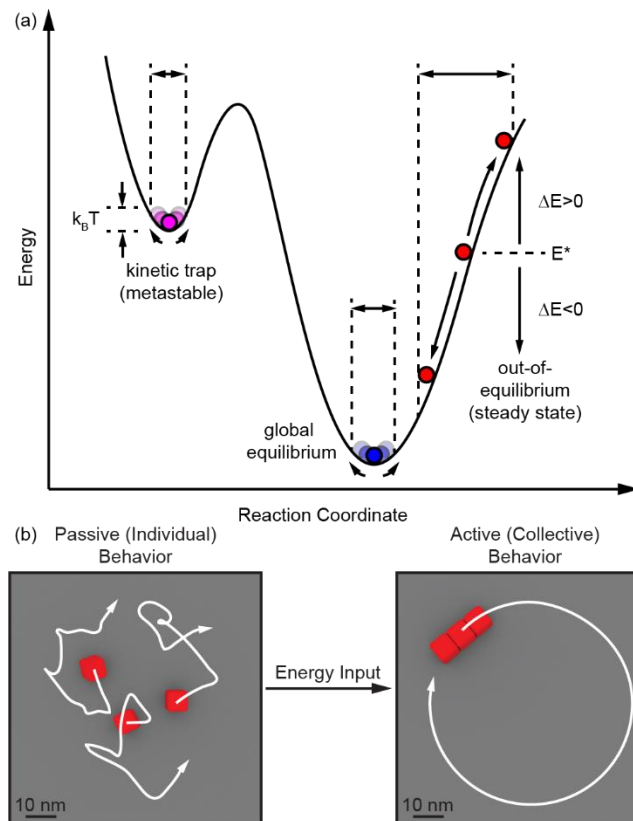 (a)
Energy
k_BT
kinetic trap
(metastable)
global
equilibrium
ΔE>0
E*
ΔE<0
out-of-
equilibrium
(steady state)
Reaction Coordinate
(b)
Passive (Individual)
Behavior
Active (Collective)
Behavior
Energy Input
10 nm
10 nm